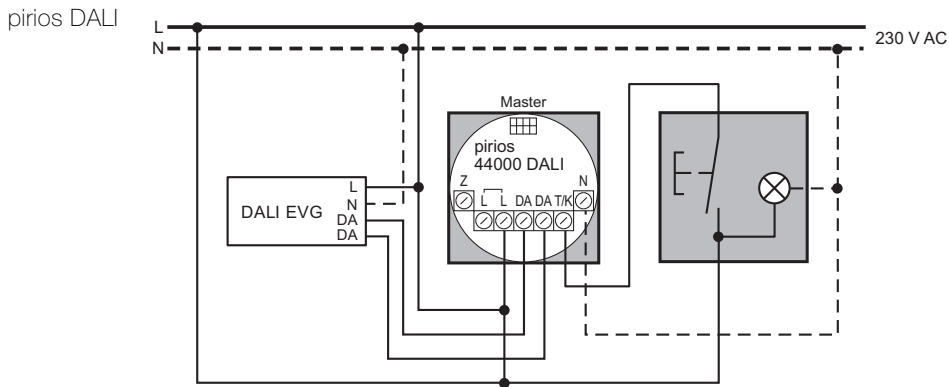 pirios DALI
L
N
230 V AC
Master
pirios
44000 DALI
Z
N
L L DA DA T/K
DALI EVG
L
N
DA
DA